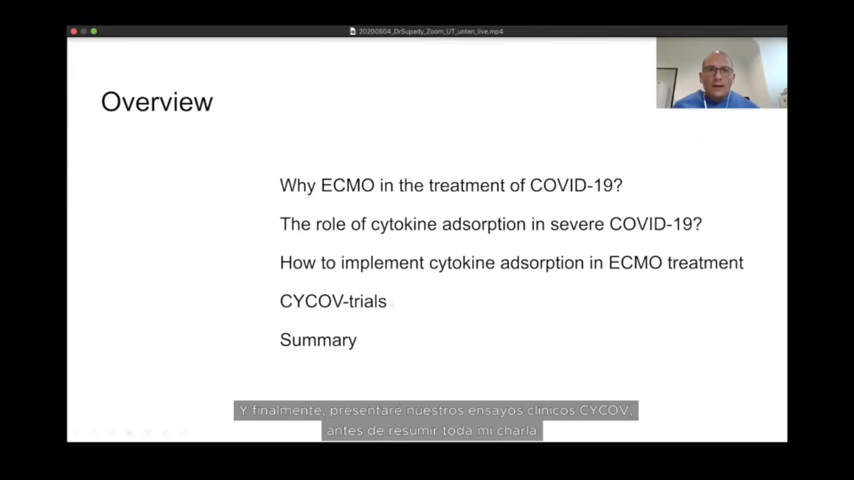 20200504_DrSupady_Zoom_UT_unten_live.mp4
Overview
Why ECMO in the treatment of COVID-19?
The role of cytokine adsorption in severe COVID-19?
How to implement cytokine adsorption in ECMO treatment
CYCOV-trials
Summary
Y finalmente, presentaré nuestros ensayos clínicos CYCOV,
antes de resumir toda mi charla